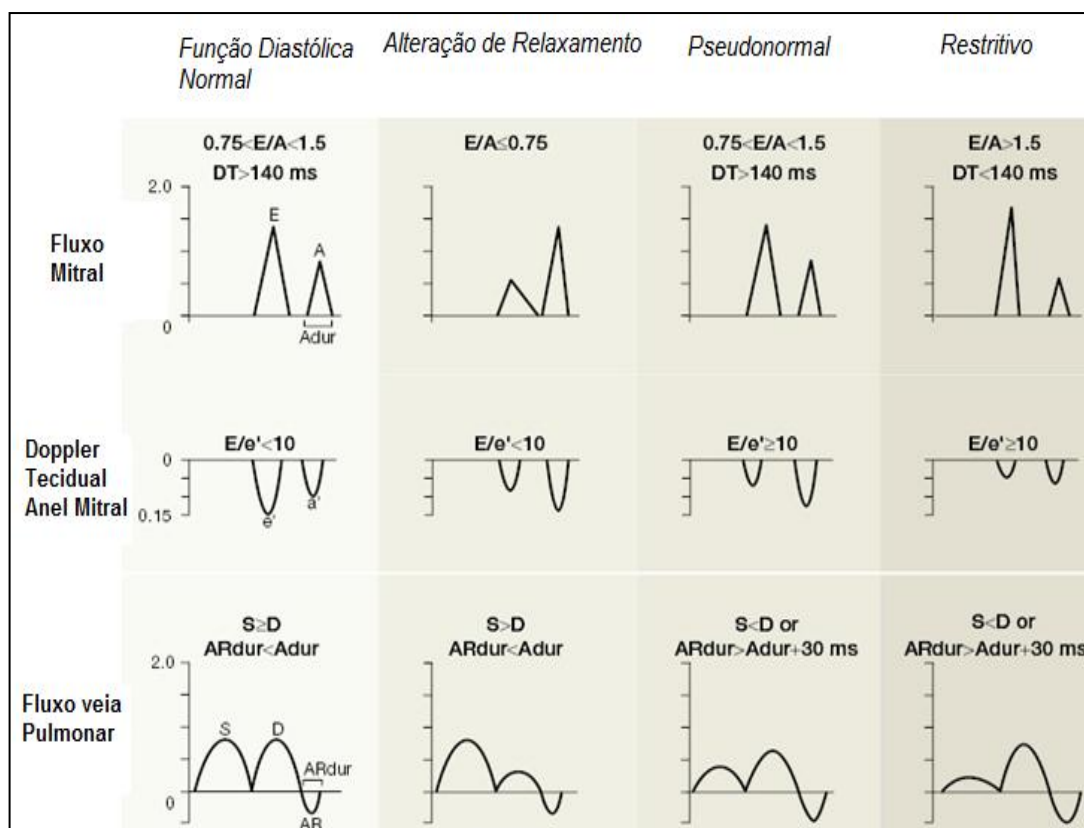 Função Diastólica
Normal
Alteração de Relaxamento
Pseudonormal
Restritivo
Fluxo
Mitral
0.75<E/A<1.5
DT>140 ms
2.0
E
A
0
Adur
E/A≤0.75
0.75<E/A<1.5
DT>140 ms
E/A>1.5
DT<140 ms
Doppler
Tecidual
Anel Mitral
E/e'<10
0
0.15
e'
a'
E/e'<10
E/e'≥10
E/e'≥10
Fluxo veia
Pulmonar
S≥D
ARdur<Adur
2.0
S
D
ARdur
0
AR
S>D
ARdur<Adur
S<D or
ARdur>Adur+30 ms
S<D or
ARdur>Adur+30 ms